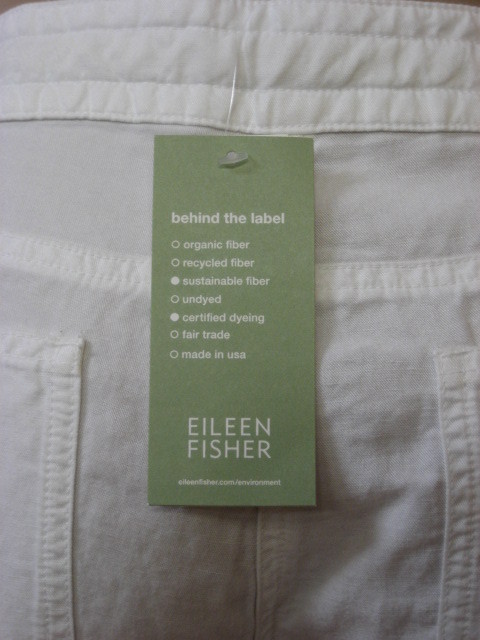 behind the label
organic fiber
recycled fiber
sustainable fiber
undyed
certified dyeing
fair trade
made in usa
EILEEN
FISHER
eileenfisher.com/environment